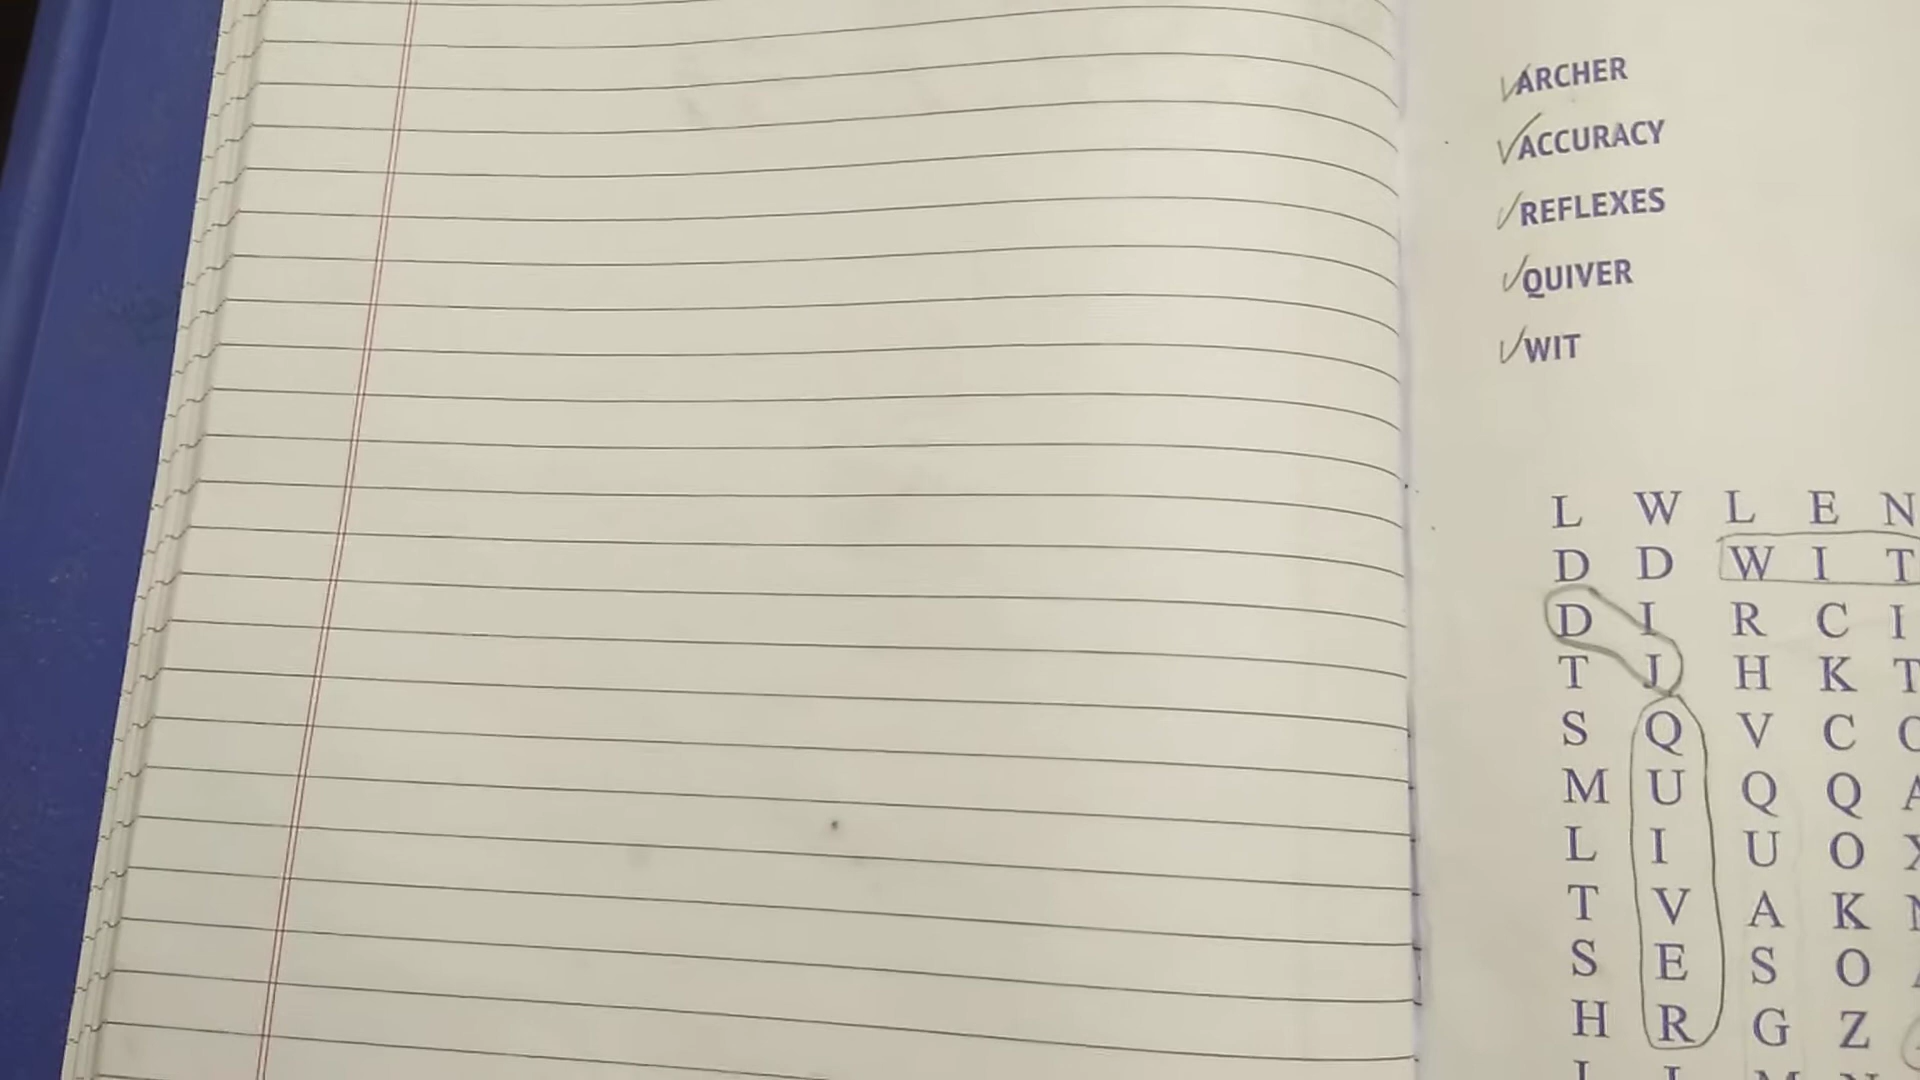 ARCHER
ACCURACY
REFLEXES
QUIVER
WIT
L W L E N
D D W I T
D I R C I
T J H K T
S Q V C
M U Q Q A
L I U O X
T V A K
S E S O
H R G Z